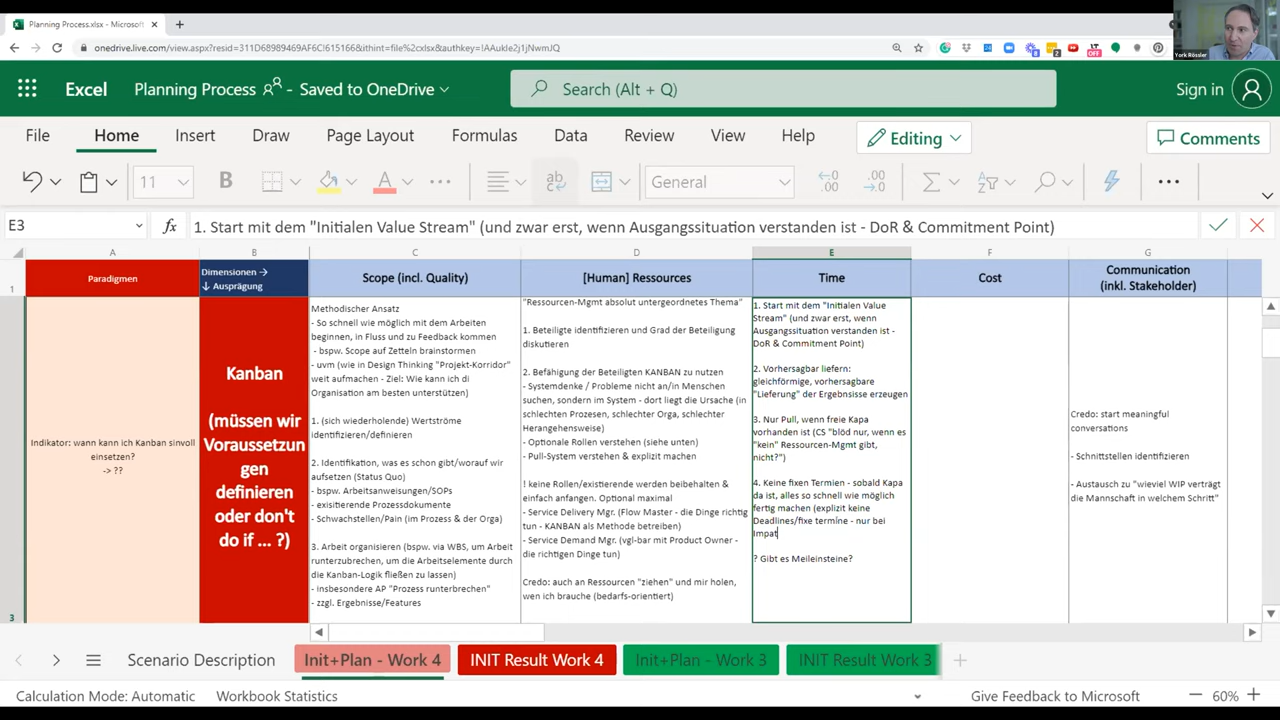 Planning Process.xlsx - Microsof
onedrive.live.com/view.aspx?resid=311D68989469AF6C!615166&ithint=file%2cxlsx&authkey=!AAukIe2j1jNwmJQ
York Rössler
Excel
Planning Process - Saved to OneDrive
Search (Alt + Q)
Sign in
File
Home
Insert
Draw
Page Layout
Formulas
Data
Review
View
Help
Editing
Comments
11
B
A
General
E3
fx
1. Start mit dem "Initialen Value Stream" (und zwar erst, wenn Ausgangssituation verstanden ist - DoR & Commitment Point)
A
B
C
D
E
F
G
1
Paradigmen
Dimensionen →
↓ Ausprägung
Scope (incl. Quality)
[Human] Ressources
Time
Cost
Communication
(inkl. Stakeholder)
3
Indikator: wann kann ich Kanban sinvoll
einsetzen?
-> ??
Kanban
(müssen wir
Voraussetzun
gen
definieren
oder don't
do if ... ?)
Methodischer Ansatz
- So schnell wie möglich mit dem Arbeiten
beginnen, in Fluss und zu Feedback kommen
- bspw. Scope auf Zetteln brainstormen
- uvm (wie in Design Thinking "Projekt-Korridor"
weit aufmachen - Ziel: Wie kann ich di
Organisation am besten unterstützen)
1. (sich wiederholende) Wertströme
identifizieren/definieren
2. Identifikation, was es schon gibt/worauf wir
aufsetzen (Status Quo)
- bspw. Arbeitsanweisungen/SOPs
- exisitierende Prozessdokumente
- Schwachstellen/Pain (im Prozess & der Orga)
3. Arbeit organisieren (bspw. via WBS, um Arbeit
runterzubrechen, um die Arbeitselemente durch
die Kanban-Logik fließen zu lassen)
- insbesondere AP "Prozess runterbrechen"
- zzgl. Ergebnisse/Features
"Ressourcen-Mgmt absolut untergeordnetes Thema"
1. Beteiligte identifizieren und Grad der Beteiligung
diskutieren
2. Befähigung der Beteiligten KANBAN zu nutzen
- Systemdenke / Probleme nicht an/in Menschen
suchen, sondern im System - dort liegt die Ursache (in
schlechten Prozesen, schlechter Orga, schlechter
Herangehensweise)
- Optionale Rollen verstehen (siehe unten)
- Pull-System verstehen & explizit machen
! keine Rollen/existierende werden beibehalten &
einfach anfangen. Optional maximal
- Service Delivery Mgr. (Flow Master - die Dinge richtig
tun - KANBAN als Methode betreiben)
- Service Demand Mgr. (vgl-bar mit Product Owner -
die richtigen Dinge tun)
Credo: auch an Ressourcen "ziehen" und mir holen,
wen ich brauche (bedarfs-orientiert)
1. Start mit dem "Initialen Value
Stream" (und zwar erst, wenn
Ausgangssituation verstanden ist -
DoR & Commitment Point)
2. Vorhersagbar liefern:
gleichförmige, vorhersagbare
"Lieferung" der Ergebnsisse erzeugen
3. Nur Pull, wenn freie Kapa
vorhanden ist (CS "blöd nur, wenn es
"kein" Ressourcen-Mgmt gibt,
nicht?")
4. Keine fixen Termien - sobald Kapa
da ist, alles so schnell wie möglich
fertig machen (explizit keine
Deadlines/fixe termine - nur bei
Impat
? Gibt es Meileinsteine?
Credo: start meaningful
conversations
- Schnittstellen identifizieren
- Austausch zu "wieviel WIP verträgt
die Mannschaft in welchem Schritt"
Scenario Description
Init+Plan - Work 4
INIT Result Work 4
Init+Plan - Work 3
INIT Result Work 3
Calculation Mode: Automatic
Workbook Statistics
Give Feedback to Microsoft
60%